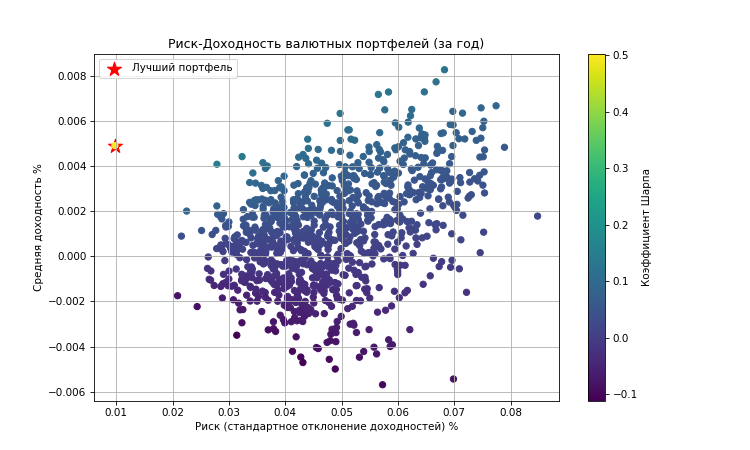 Риск-Доходность валютных портфелей (за год)
Лучший портфель
Средняя доходность %
0.008
0.006
0.004
0.002
0.000
−0.002
−0.004
−0.006
0.01 0.02 0.03 0.04 0.05 0.06 0.07 0.08
Риск (стандартное отклонение доходностей) %
0.5
0.4
0.3
0.2
0.1
0.0
−0.1
Коэффициент Шарпа